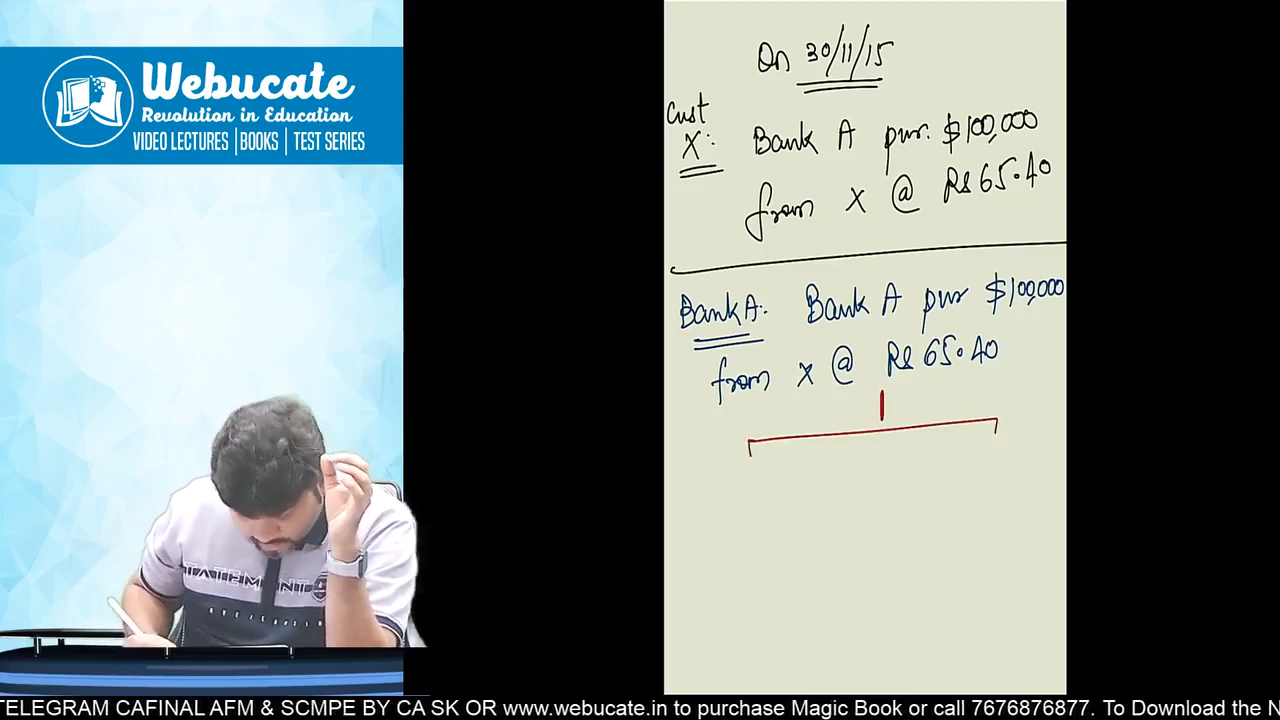 Webucate
Revolution in Education
VIDEO LECTURES | BOOKS | TEST SERIES
On 30/11/15
Cust
X: Bank A pur. $100,000
from X @ Rs 65.40
Bank A: Bank A pur $100,000
from X @ Rs 65.40
TATEM NT
TELEGRAM CAFINAL AFM & SCMPE BY CA SK OR www.webucate.in to purchase Magic Book or call 7676876877. To Download the N